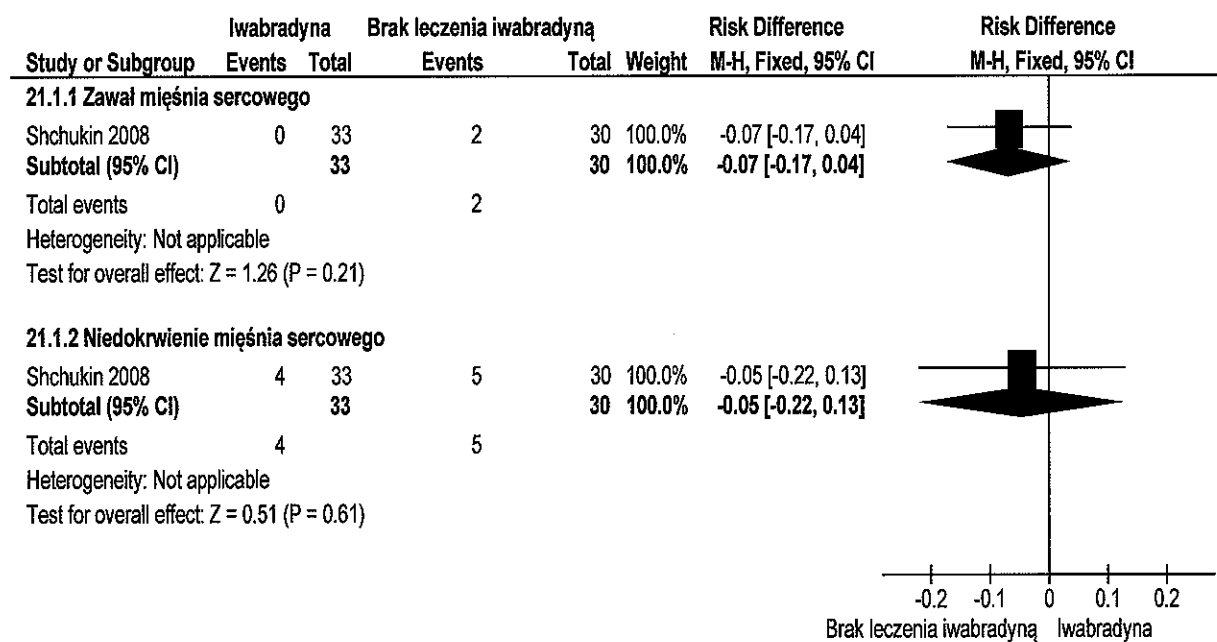 Iwabradyna Brak leczenia iwabradyną Risk Difference Risk Difference
Study or Subgroup Events Total Events Total Weight M-H, Fixed, 95% CI M-H, Fixed, 95% CI
21.1.1 Zawał mięśnia sercowego
Shchukin 2008 0 33 2 30 100.0% -0.07 [-0.17, 0.04]
Subtotal (95% CI) 33 30 100.0% -0.07 [-0.17, 0.04]
Total events 0 2
Heterogeneity: Not applicable
Test for overall effect: Z = 1.26 (P = 0.21)
21.1.2 Niedokrwienie mięśnia sercowego
Shchukin 2008 4 33 5 30 100.0% -0.05 [-0.22, 0.13]
Subtotal (95% CI) 33 30 100.0% -0.05 [-0.22, 0.13]
Total events 4 5
Heterogeneity: Not applicable
Test for overall effect: Z = 0.51 (P = 0.61)
-0.2 -0.1 0 0.1 0.2
Brak leczenia iwabradyną Iwabradyna